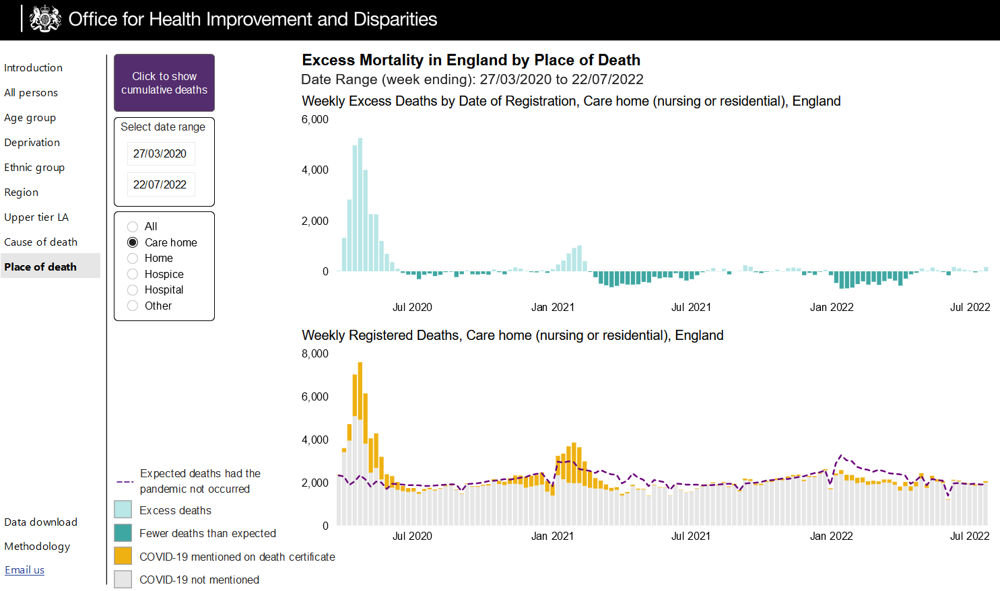 Office for Health Improvement and Disparities
Introduction
All persons
Age group
Deprivation
Ethnic group
Region
Upper tier LA
Cause of death
Place of death
Data download
Methodology
Email us
Click to show
cumulative deaths
Select date range
27/03/2020
22/07/2022
All
Care home
Home
Hospice
Hospital
Other
Expected deaths had the
pandemic not occurred
Excess deaths
Fewer deaths than expected
COVID-19 mentioned on death certificate
COVID-19 not mentioned
Excess Mortality in England by Place of Death
Date Range (week ending): 27/03/2020 to 22/07/2022
Weekly Excess Deaths by Date of Registration, Care home (nursing or residential), England
6,000
4,000
2,000
0
Jul 2020 Jan 2021 Jul 2021 Jan 2022 Jul 2022
Weekly Registered Deaths, Care home (nursing or residential), England
8,000
6,000
4,000
2,000
0
Jul 2020 Jan 2021 Jul 2021 Jan 2022 Jul 2022